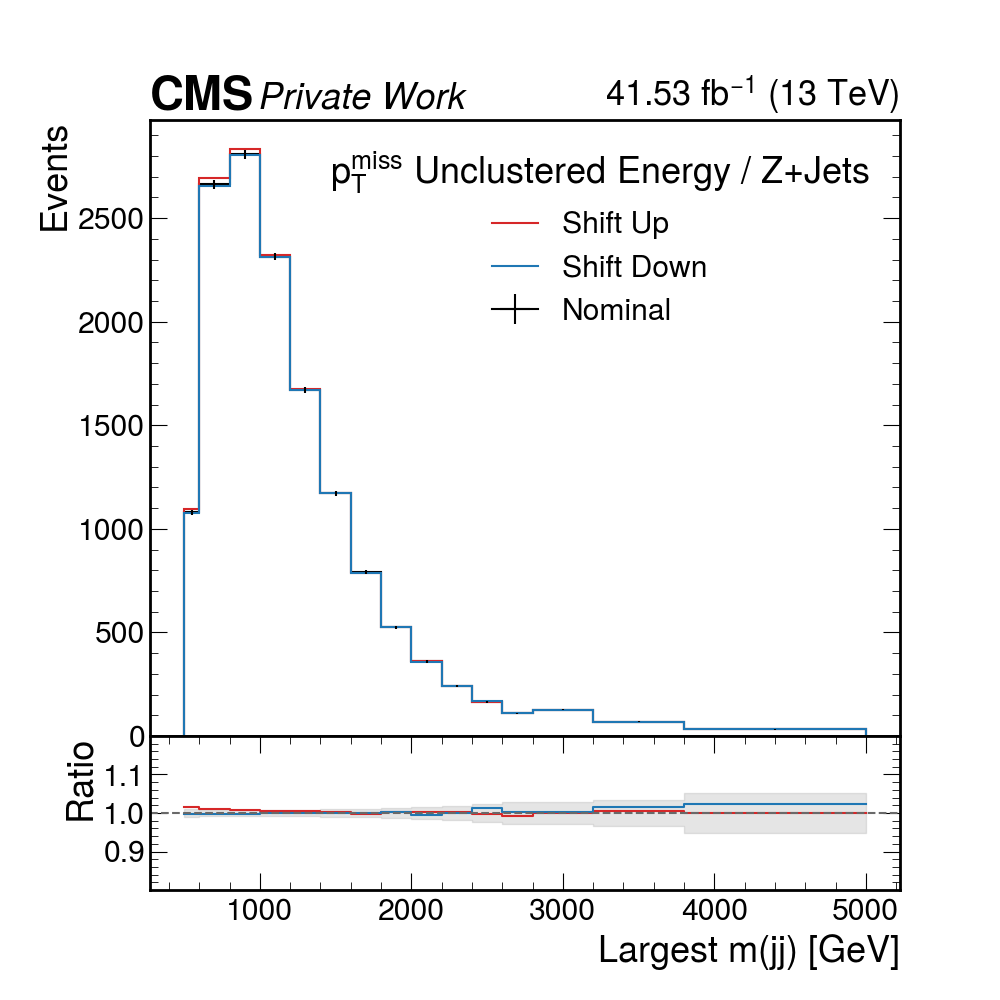 CMS Private Work 41.53 fb⁻¹ (13 TeV)
Events
p_T^miss Unclustered Energy / Z+Jets
Shift Up
Shift Down
Nominal
2500
2000
1500
1000
500
0
Ratio
1.1
1.0
0.9
1000 2000 3000 4000 5000
Largest m(jj) [GeV]